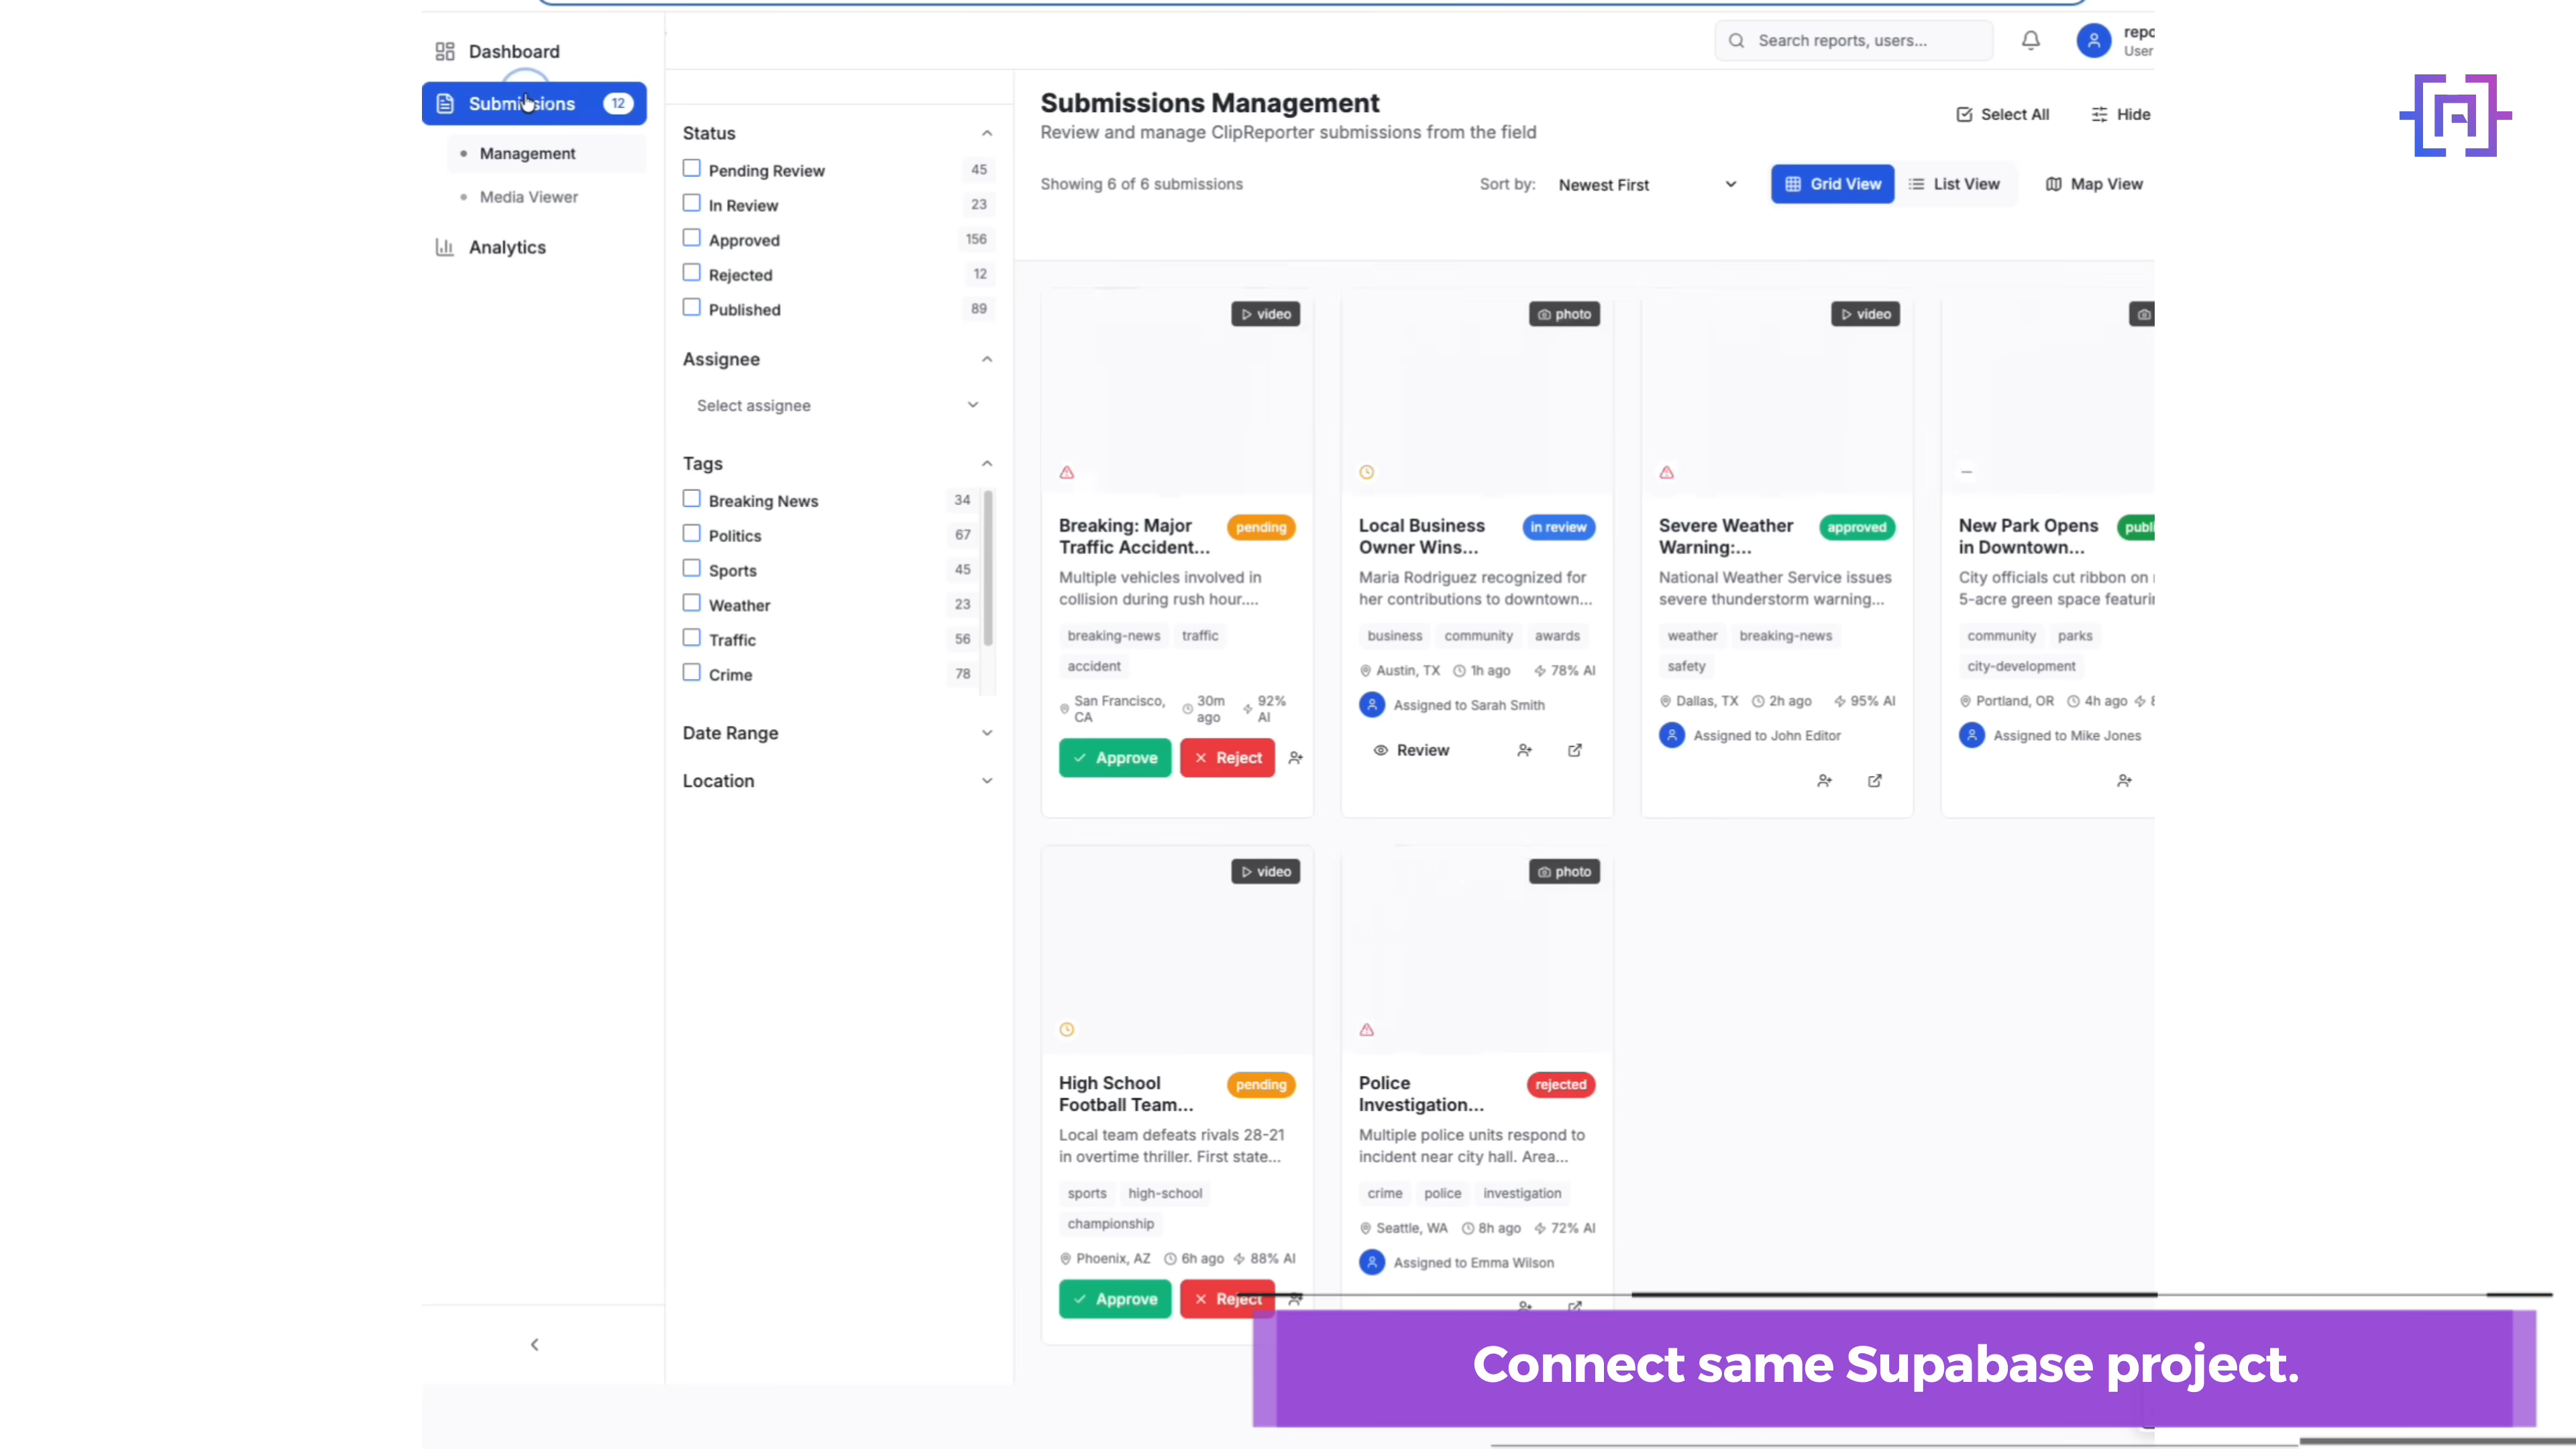 Dashboard
Submissions 12
Management
Media Viewer
Analytics
Search reports, users...
User
Status
Pending Review 45
In Review 23
Approved 156
Rejected 12
Published 89
Assignee
Select assignee
Tags
Breaking News 34
Politics 67
Sports 45
Weather 23
Traffic 56
Crime 78
Date Range
Location
Submissions Management
Review and manage ClipReporter submissions from the field
Select All
Hide
Showing 6 of 6 submissions
Sort by: Newest First
Grid View
List View
Map View
video
Breaking: Major
Traffic Accident...
pending
Multiple vehicles involved in
collision during rush hour....
breaking-news traffic
accident
San Francisco,
CA
30m
ago
92%
AI
Approve
Reject
photo
Local Business
Owner Wins...
in review
Maria Rodriguez recognized for
her contributions to downtown...
business community awards
Austin, TX 1h ago 78% AI
Assigned to Sarah Smith
Review
video
Severe Weather
Warning:...
approved
National Weather Service issues
severe thunderstorm warning...
weather breaking-news
safety
Dallas, TX 2h ago 95% AI
Assigned to John Editor
New Park Opens
in Downtown...
publi
City officials cut ribbon on
5-acre green space featuri
community parks
city-development
Portland, OR 4h ago
Assigned to Mike Jones
video
High School
Football Team...
pending
Local team defeats rivals 28-21
in overtime thriller. First state...
sports high-school
championship
Phoenix, AZ 6h ago 88% AI
Approve
Reject
photo
Police
Investigation...
rejected
Multiple police units respond to
incident near city hall. Area...
crime police investigation
Seattle, WA 8h ago 72% AI
Assigned to Emma Wilson
Connect same Supabase project.